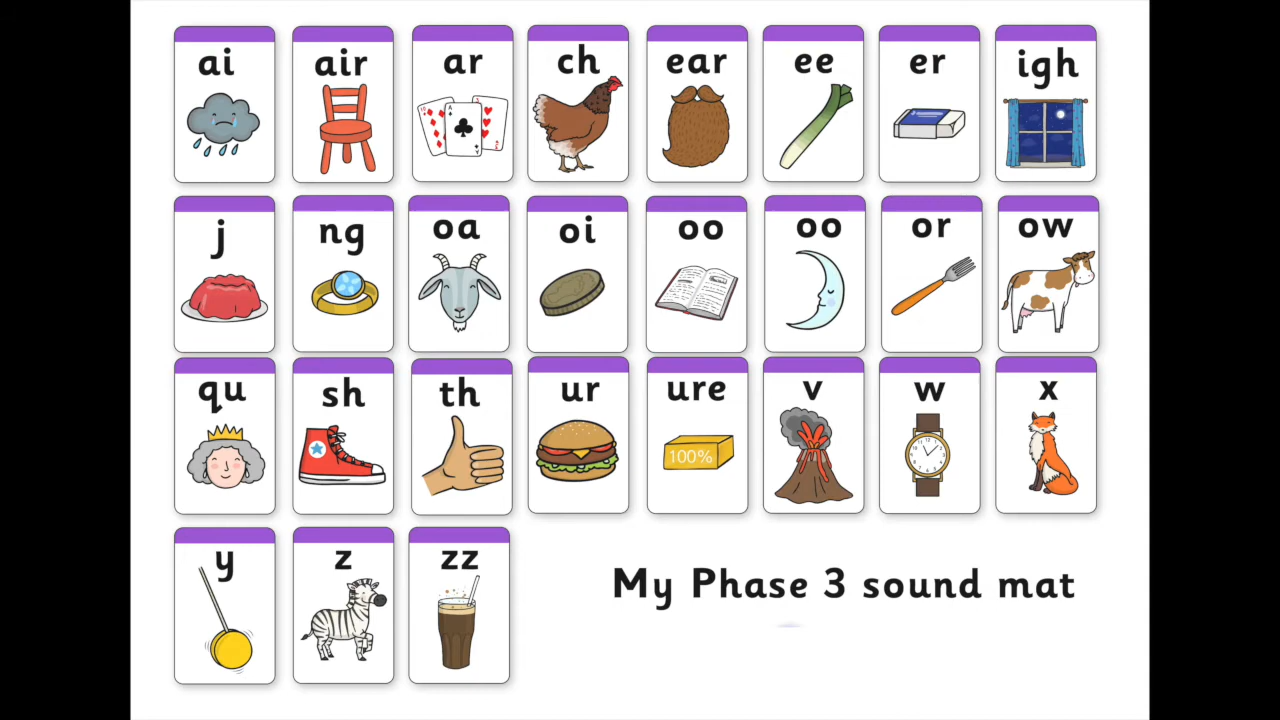 ai air ar ch ear ee er igh
j ng oa oi oo oo or ow
qu sh th ur ure v w x
100%
y z zz
My Phase 3 sound mat